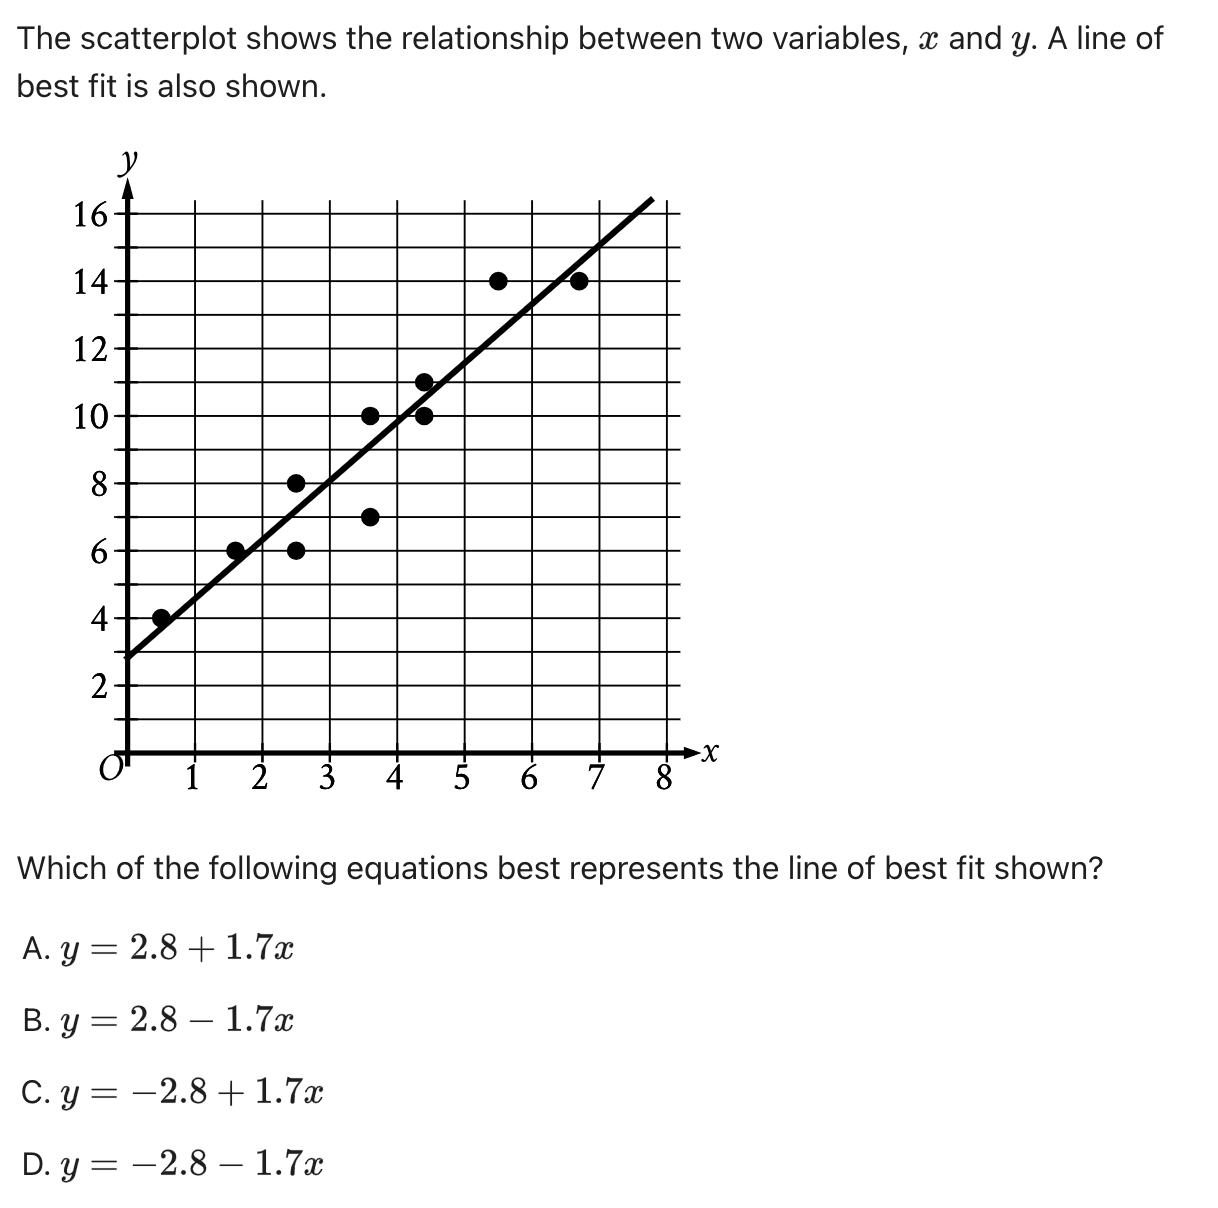 The scatterplot shows the relationship between two variables, x and y. A line of
best fit is also shown.
y
16
14
12
10
8
6
4
2
O
1 2 3 4 5 6 7 8
x
Which of the following equations best represents the line of best fit shown?
A. y = 2.8 + 1.7x
B. y = 2.8 − 1.7x
C. y = −2.8 + 1.7x
D. y = −2.8 − 1.7x